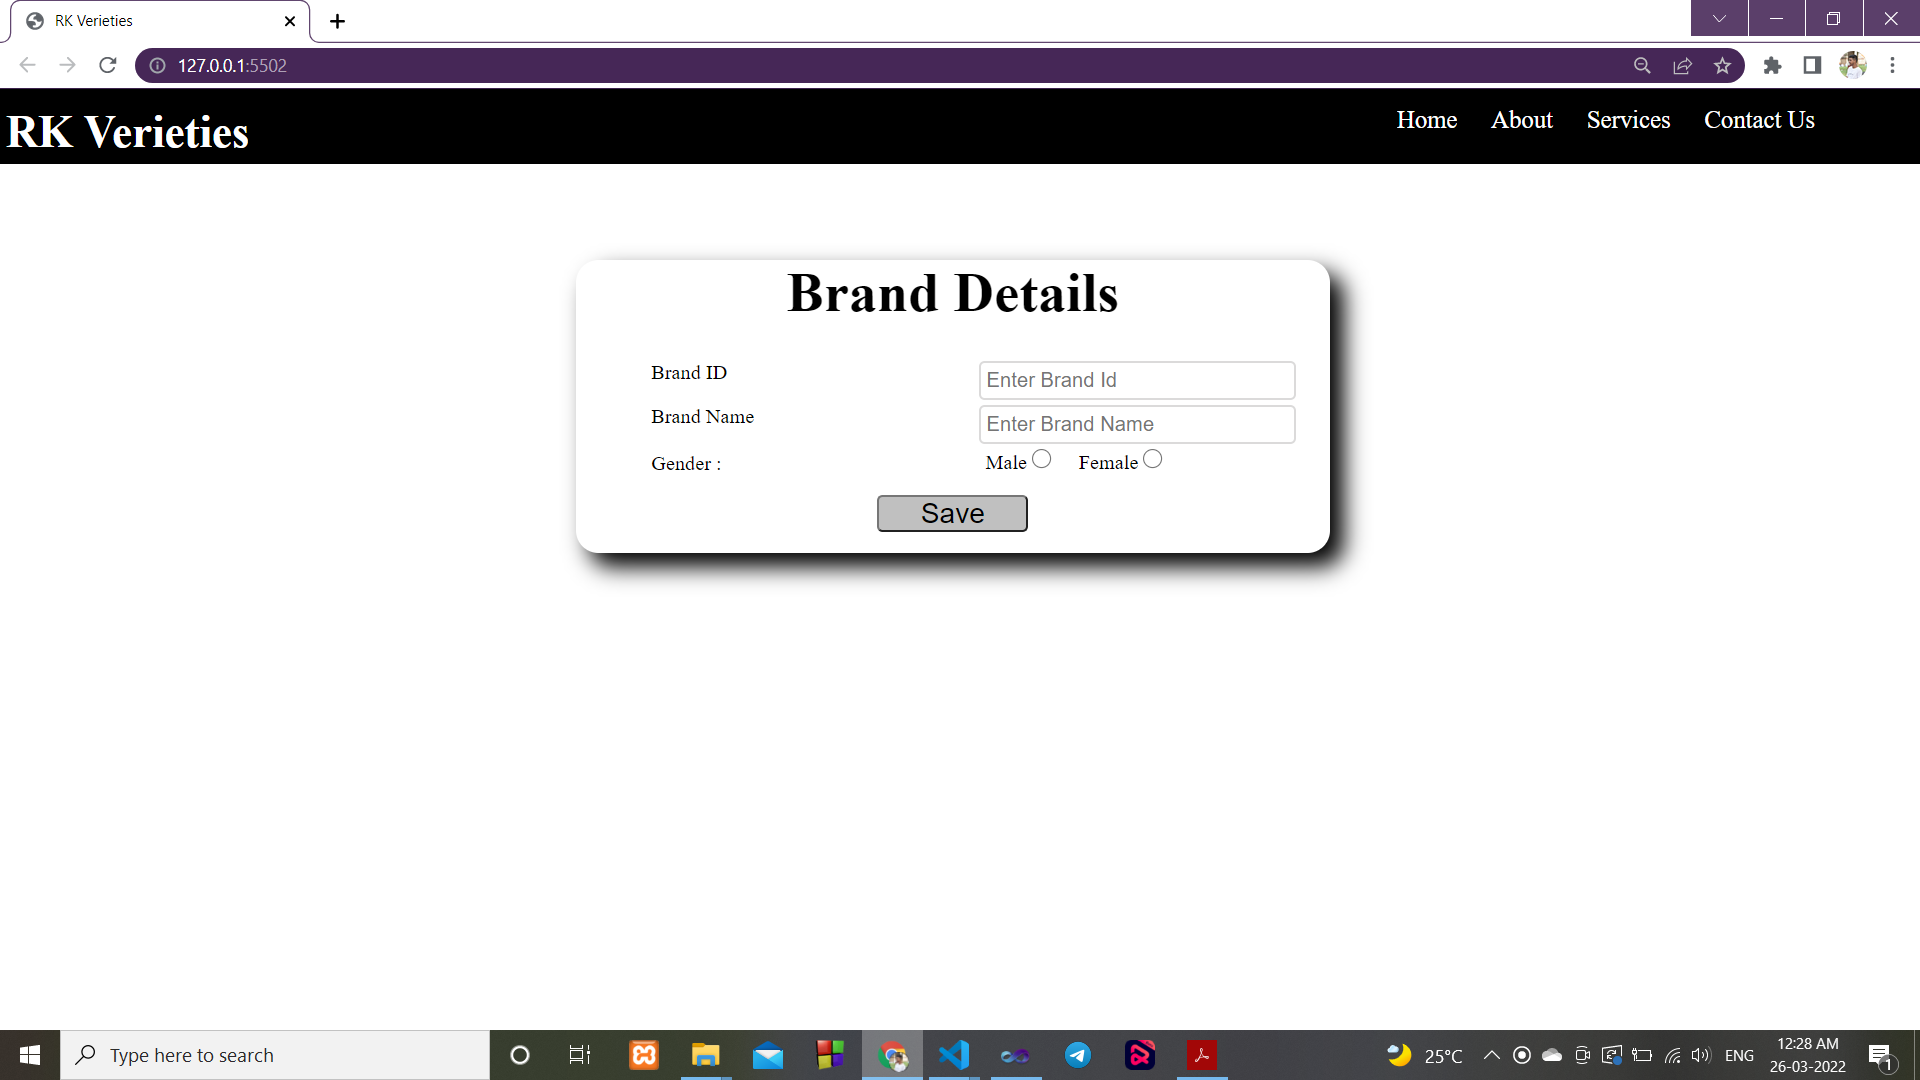 RK Verieties
127.0.0.1:5502
RK Verieties
Home About Services Contact Us
Brand Details
Brand ID Enter Brand Id
Brand Name Enter Brand Name
Gender : Male Female
Save
Type here to search
25°C
ENG
12:28 AM
26-03-2022
1